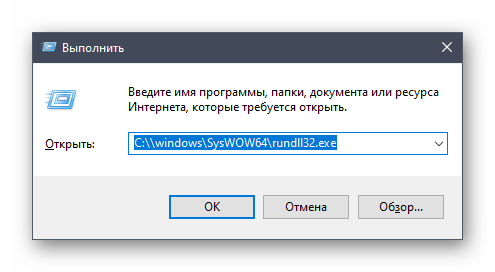 Выполнить
Введите имя программы, папки, документа или ресурса
Интернета, которые требуется открыть.
Открыть: C:\\windows\SysWOW64\rundll32.exe
ОК Отмена Обзор...